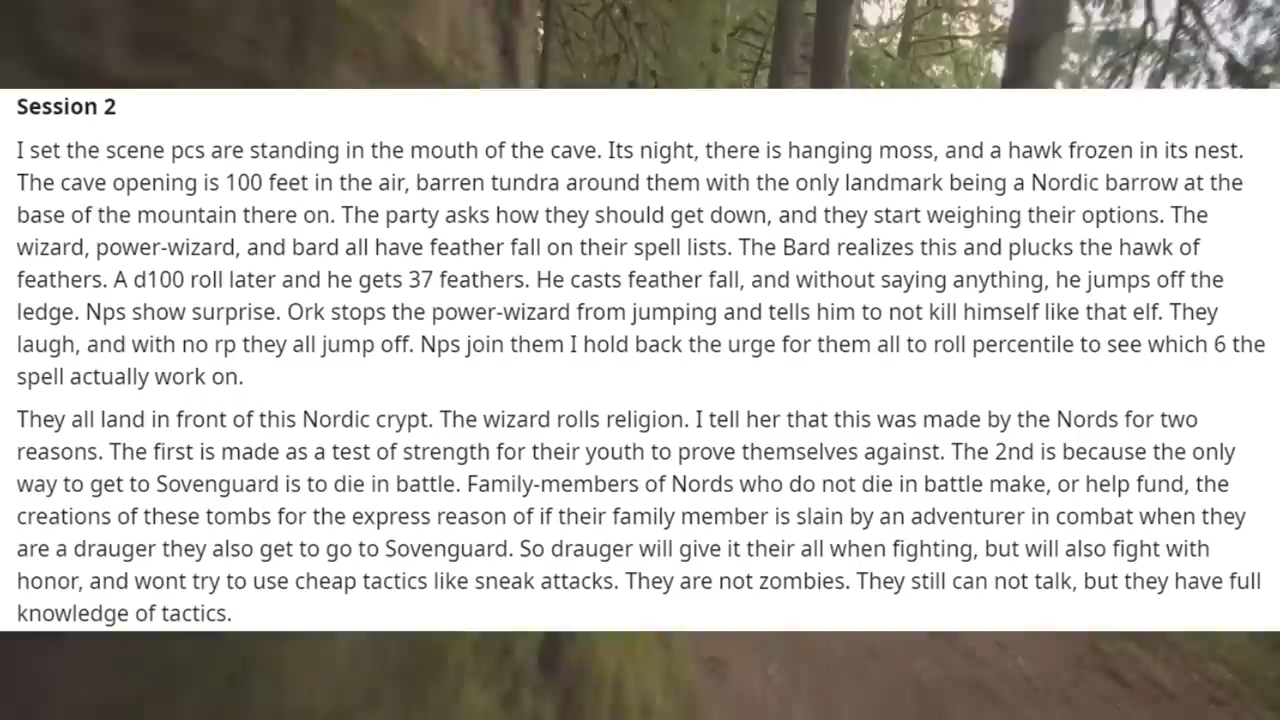 Session 2
I set the scene pcs are standing in the mouth of the cave. Its night, there is hanging moss, and a hawk frozen in its nest.
The cave opening is 100 feet in the air, barren tundra around them with the only landmark being a Nordic barrow at the
base of the mountain there on. The party asks how they should get down, and they start weighing their options. The
wizard, power-wizard, and bard all have feather fall on their spell lists. The Bard realizes this and plucks the hawk of
feathers. A d100 roll later and he gets 37 feathers. He casts feather fall, and without saying anything, he jumps off the
ledge. Nps show surprise. Ork stops the power-wizard from jumping and tells him to not kill himself like that elf. They
laugh, and with no rp they all jump off. Nps join them I hold back the urge for them all to roll percentile to see which 6 the
spell actually work on.
They all land in front of this Nordic crypt. The wizard rolls religion. I tell her that this was made by the Nords for two
reasons. The first is made as a test of strength for their youth to prove themselves against. The 2nd is because the only
way to get to Sovenguard is to die in battle. Family-members of Nords who do not die in battle make, or help fund, the
creations of these tombs for the express reason of if their family member is slain by an adventurer in combat when they
are a drauger they also get to go to Sovenguard. So drauger will give it their all when fighting, but will also fight with
honor, and wont try to use cheap tactics like sneak attacks. They are not zombies. They still can not talk, but they have full
knowledge of tactics.